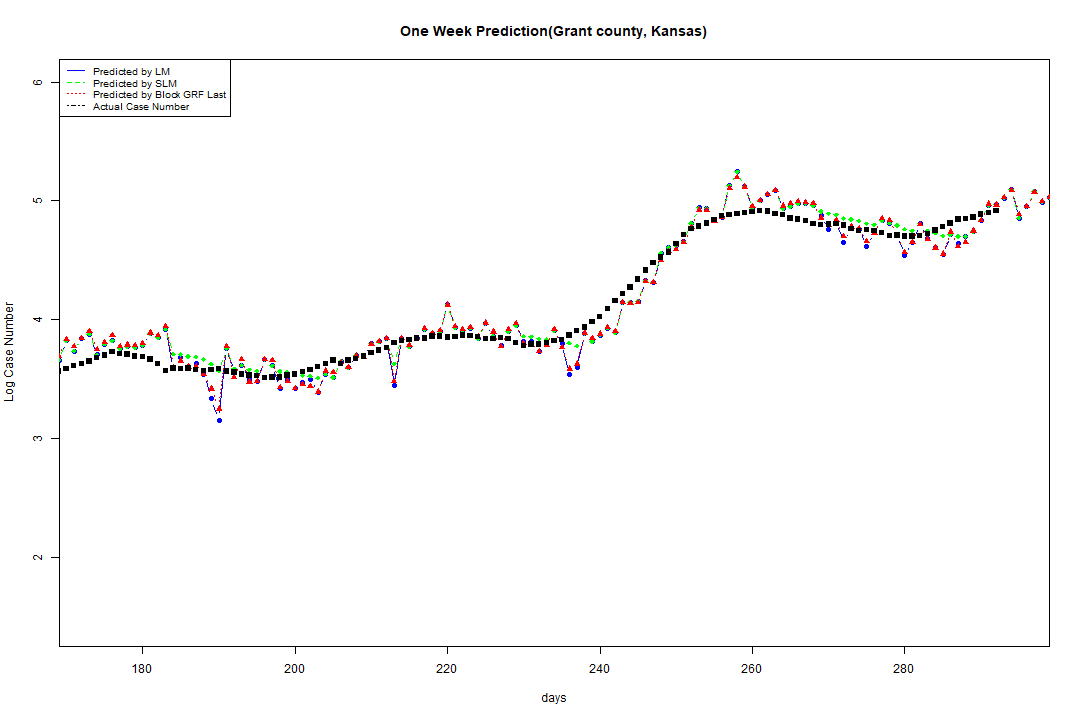 One Week Prediction(Grant county, Kansas)
Predicted by LM
Predicted by SLM
Predicted by Block GRF Last
Actual Case Number
6
5
4
3
2
Log Case Number
180 200 220 240 260 280
days